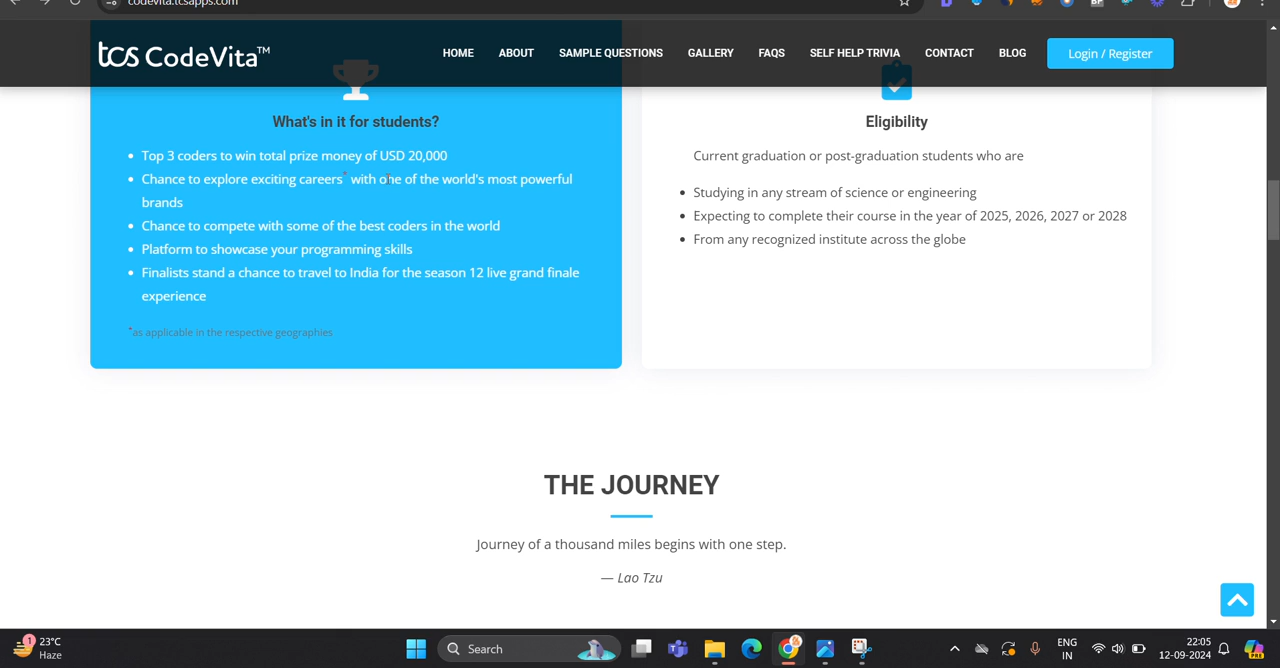 codevita.tcsapps.com
tcs CodeVita™
HOME ABOUT SAMPLE QUESTIONS GALLERY FAQS SELF HELP TRIVIA CONTACT BLOG Login / Register
What's in it for students?
• Top 3 coders to win total prize money of USD 20,000
• Chance to explore exciting careers* with one of the world's most powerful
brands
• Chance to compete with some of the best coders in the world
• Platform to showcase your programming skills
• Finalists stand a chance to travel to India for the season 12 live grand finale
experience
*as applicable in the respective geographies
Eligibility
Current graduation or post-graduation students who are
• Studying in any stream of science or engineering
• Expecting to complete their course in the year of 2025, 2026, 2027 or 2028
• From any recognized institute across the globe
THE JOURNEY
Journey of a thousand miles begins with one step.
— Lao Tzu
1
23°C
Haze
Search
ENG
IN
22:05
12-09-2024
PRE